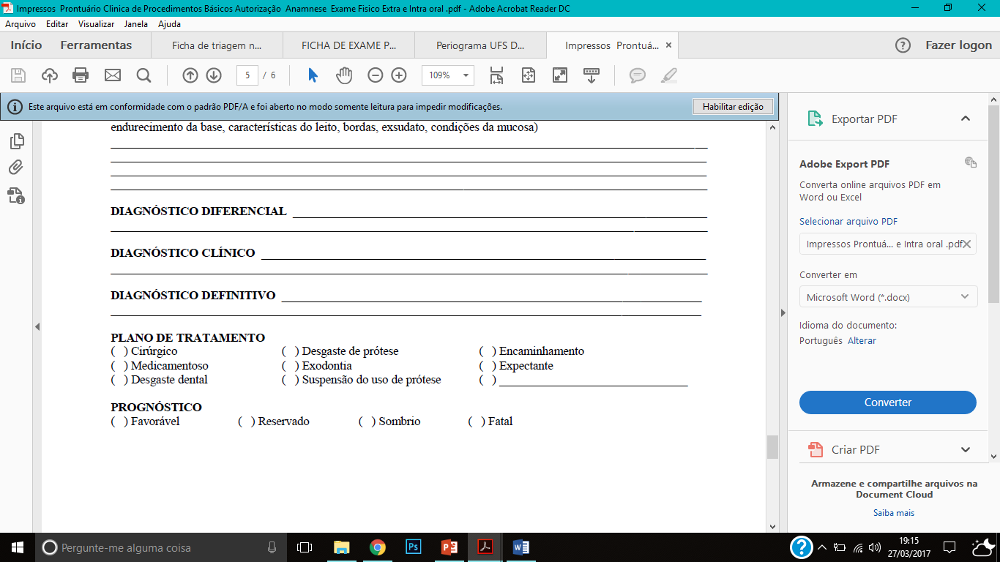 Impressos  Prontuário Clinica de Procedimentos Básicos Autorização  Anamnese  Exame Fisico Extra e Intra oral .pdf - Adobe Acrobat Reader DC
Arquivo Editar Visualizar Janela Ajuda
Início Ferramentas Ficha de triagem n... FICHA DE EXAME P... Periograma UFS D... Impressos  Prontuá... × Fazer logon
5 / 6 109%
Este arquivo está em conformidade com o padrão PDF/A e foi aberto no modo somente leitura para impedir modificações. Habilitar edição
endurecimento da base, características do leito, bordas, exsudato, condições da mucosa)
DIAGNÓSTICO DIFERENCIAL
DIAGNÓSTICO CLÍNICO
DIAGNÓSTICO DEFINITIVO
PLANO DE TRATAMENTO
(   ) Cirúrgico (   ) Desgaste de prótese (   ) Encaminhamento
(   ) Medicamentoso (   ) Exodontia (   ) Expectante
(   ) Desgaste dental (   ) Suspensão do uso de prótese (   ) ________________________________
PROGNÓSTICO
(   ) Favorável (   ) Reservado (   ) Sombrio (   ) Fatal
Exportar PDF
Adobe Export PDF
Converta online arquivos PDF em
Word ou Excel
Selecionar arquivo PDF
Impressos Prontuá... e Intra oral .pdf
Converter em
Microsoft Word (*.docx)
Idioma do documento:
Português Alterar
Converter
Criar PDF
Armazene e compartilhe arquivos na
Document Cloud
Saiba mais
Pergunte-me alguma coisa
Ps
19:15
27/03/2017